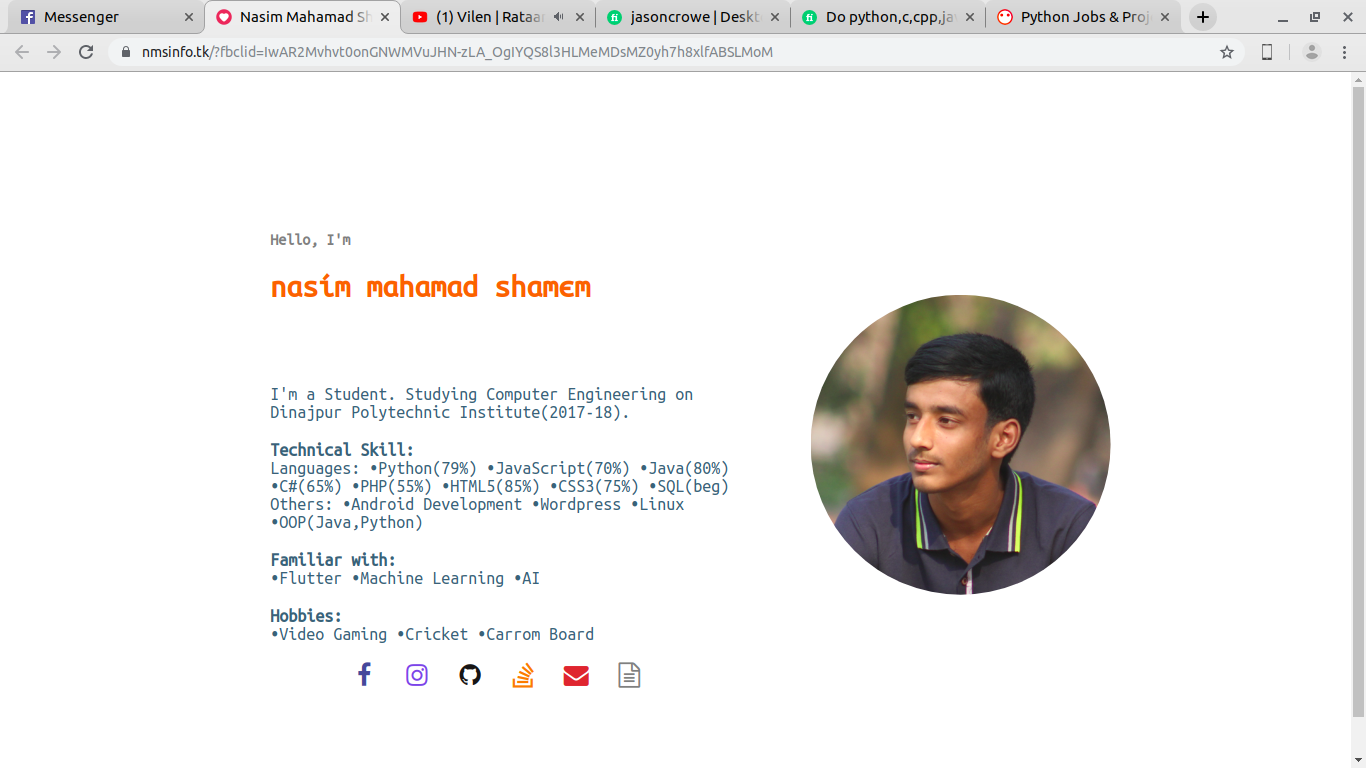 Messenger
Nasim Mahamad Sh
(1) Vilen | Rataan
jasoncrowe | Deskt
Do python,c,cpp,jav
Python Jobs & Proj
nmsinfo.tk/?fbclid=IwAR2Mvhvt0onGNWMVuJHN-zLA_OgIYQS8l3HLMeMDsMZ0yh7h8xlfABSLMoM
Hello, I'm
nasím mahamad shamem
I'm a Student. Studying Computer Engineering on
Dinajpur Polytechnic Institute(2017-18).
Technical Skill:
Languages: •Python(79%) •JavaScript(70%) •Java(80%)
•C#(65%) •PHP(55%) •HTML5(85%) •CSS3(75%) •SQL(beg)
Others: •Android Development •Wordpress •Linux
•OOP(Java,Python)
Familiar with:
•Flutter •Machine Learning •AI
Hobbies:
•Video Gaming •Cricket •Carrom Board